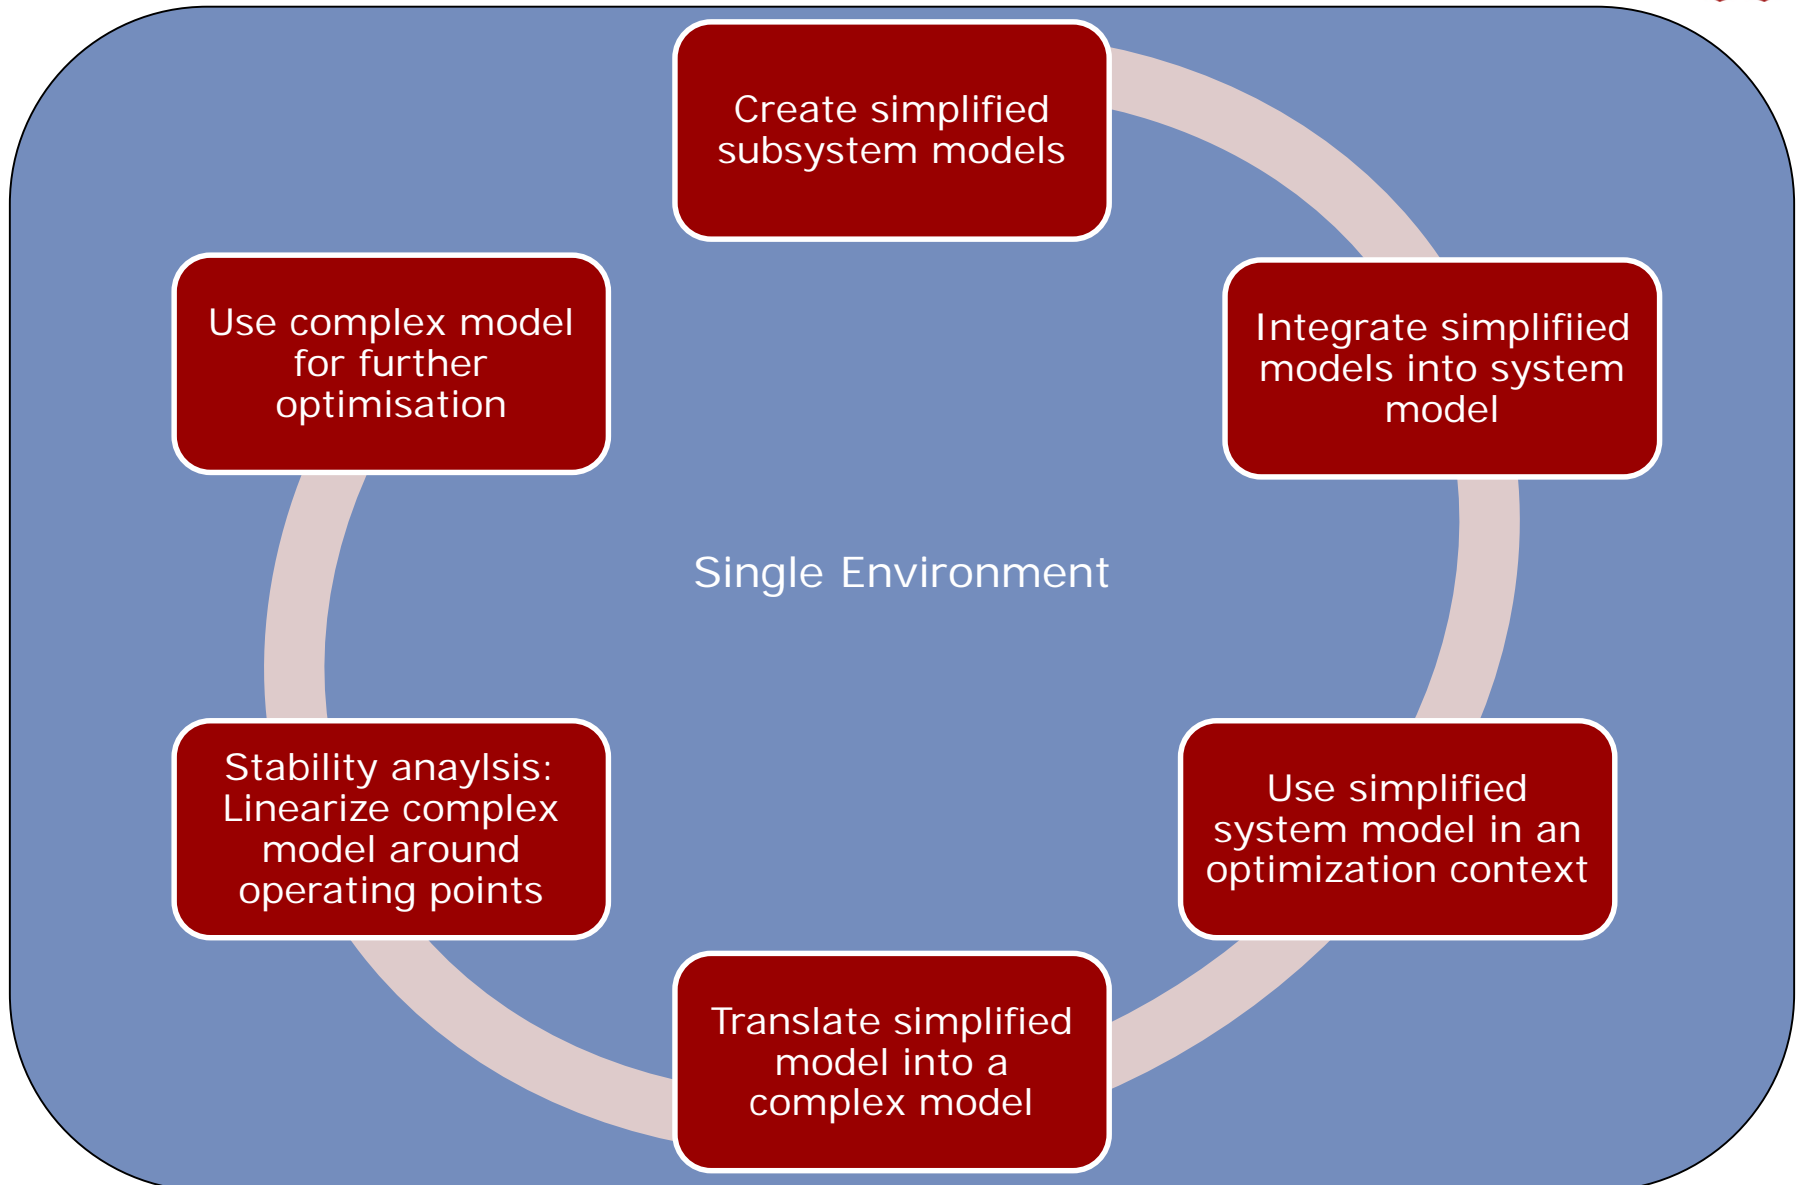 Create simplified
subsystem models
Integrate simplifiied
models into system
model
Use simplified
system model in an
optimization context
Translate simplified
model into a
complex model
Stability anaylsis:
Linearize complex
model around
operating points
Use complex model
for further
optimisation
Single Environment